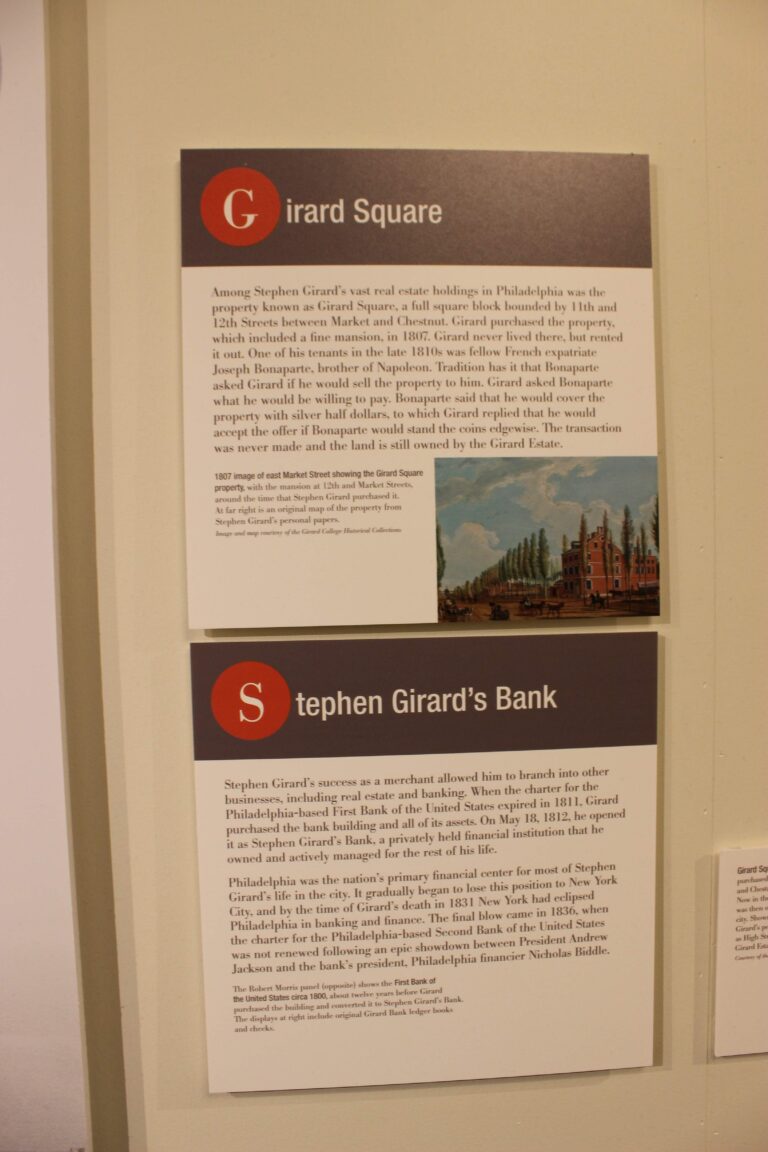 Girard Square
Among Stephen Girard's vast real estate holdings in Philadelphia was the
property known as Girard Square, a full square block bounded by 11th and
12th Streets between Market and Chestnut. Girard purchased the property,
which included a fine mansion, in 1807. Girard never lived there, but rented
it out. One of his tenants in the late 1810s was fellow French expatriate
Joseph Bonaparte, brother of Napoleon. Tradition has it that Bonaparte
asked Girard if he would sell the property to him. Girard asked Bonaparte
what he would be willing to pay. Bonaparte said that he would cover the
property with silver half dollars, to which Girard replied that he would
accept the offer if Bonaparte would stand the coins edgewise. The transaction
was never made and the land is still owned by the Girard Estate.
1807 image of east Market Street showing the Girard Square
property, with the mansion at 12th and Market Streets,
around the time that Stephen Girard purchased it.
At far right is an original map of the property from
Stephen Girard's personal papers.
Image and map courtesy of the Girard College Historical Collections
Stephen Girard's Bank
Stephen Girard's success as a merchant allowed him to branch into other
businesses, including real estate and banking. When the charter for the
Philadelphia-based First Bank of the United States expired in 1811, Girard
purchased the bank building and all of its assets. On May 18, 1812, he opened
it as Stephen Girard's Bank, a privately held financial institution that he
owned and actively managed for the rest of his life.
Philadelphia was the nation's primary financial center for most of Stephen
Girard's life in the city. It gradually began to lose this position to New York
City, and by the time of Girard's death in 1831 New York had eclipsed
Philadelphia in banking and finance. The final blow came in 1836, when
the charter for the Philadelphia-based Second Bank of the United States
was not renewed following an epic showdown between President Andrew
Jackson and the bank's president, Philadelphia financier Nicholas Biddle.
The Robert Morris panel (opposite) shows the First Bank of
the United States circa 1800, about twelve years before Girard
purchased the building and converted it to Stephen Girard's Bank.
The displays at right include original Girard Bank ledger books
and checks.
Girard
purchased
and
Now in the
was then
city.
Girard's
as High
Girard
Courtesy of